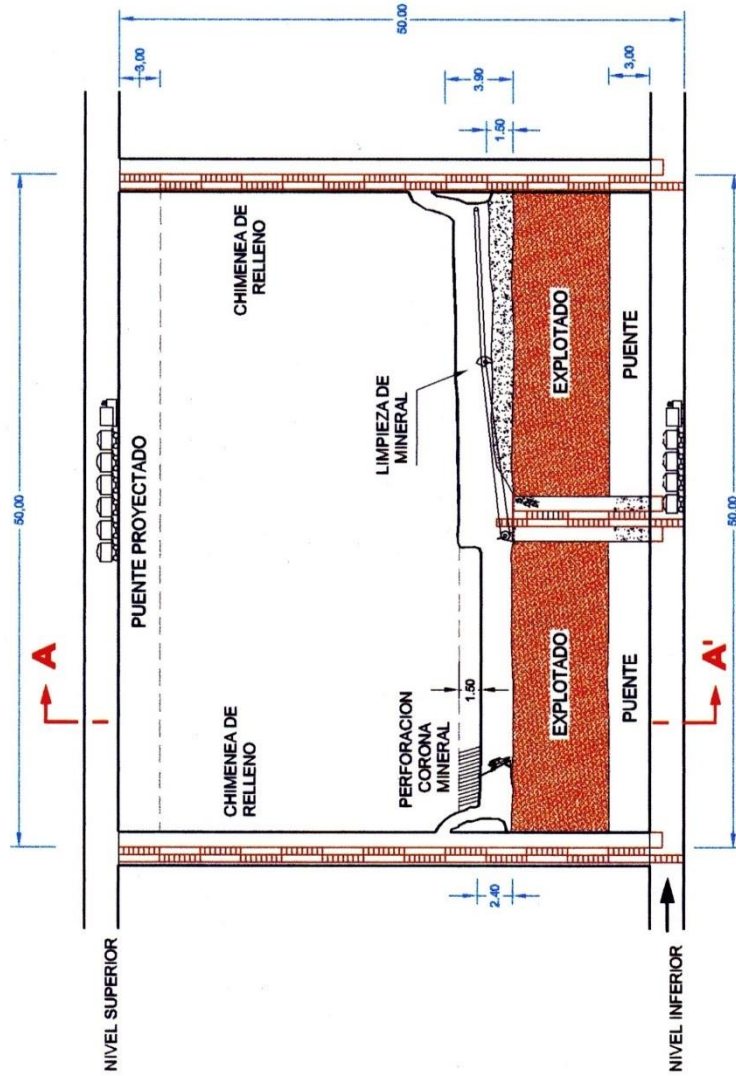 50,00
A
NIVEL SUPERIOR
3,00
PUENTE PROYECTADO
CHIMENEA DE
RELLENO
CHIMENEA DE
RELLENO
50.00
PERFORACION
CORONA
MINERAL
LIMPIEZA DE
MINERAL
1.50
3.90
1.50
2.40
EXPLOTADO
EXPLOTADO
PUENTE
PUENTE
3,00
NIVEL INFERIOR
A'
50.00